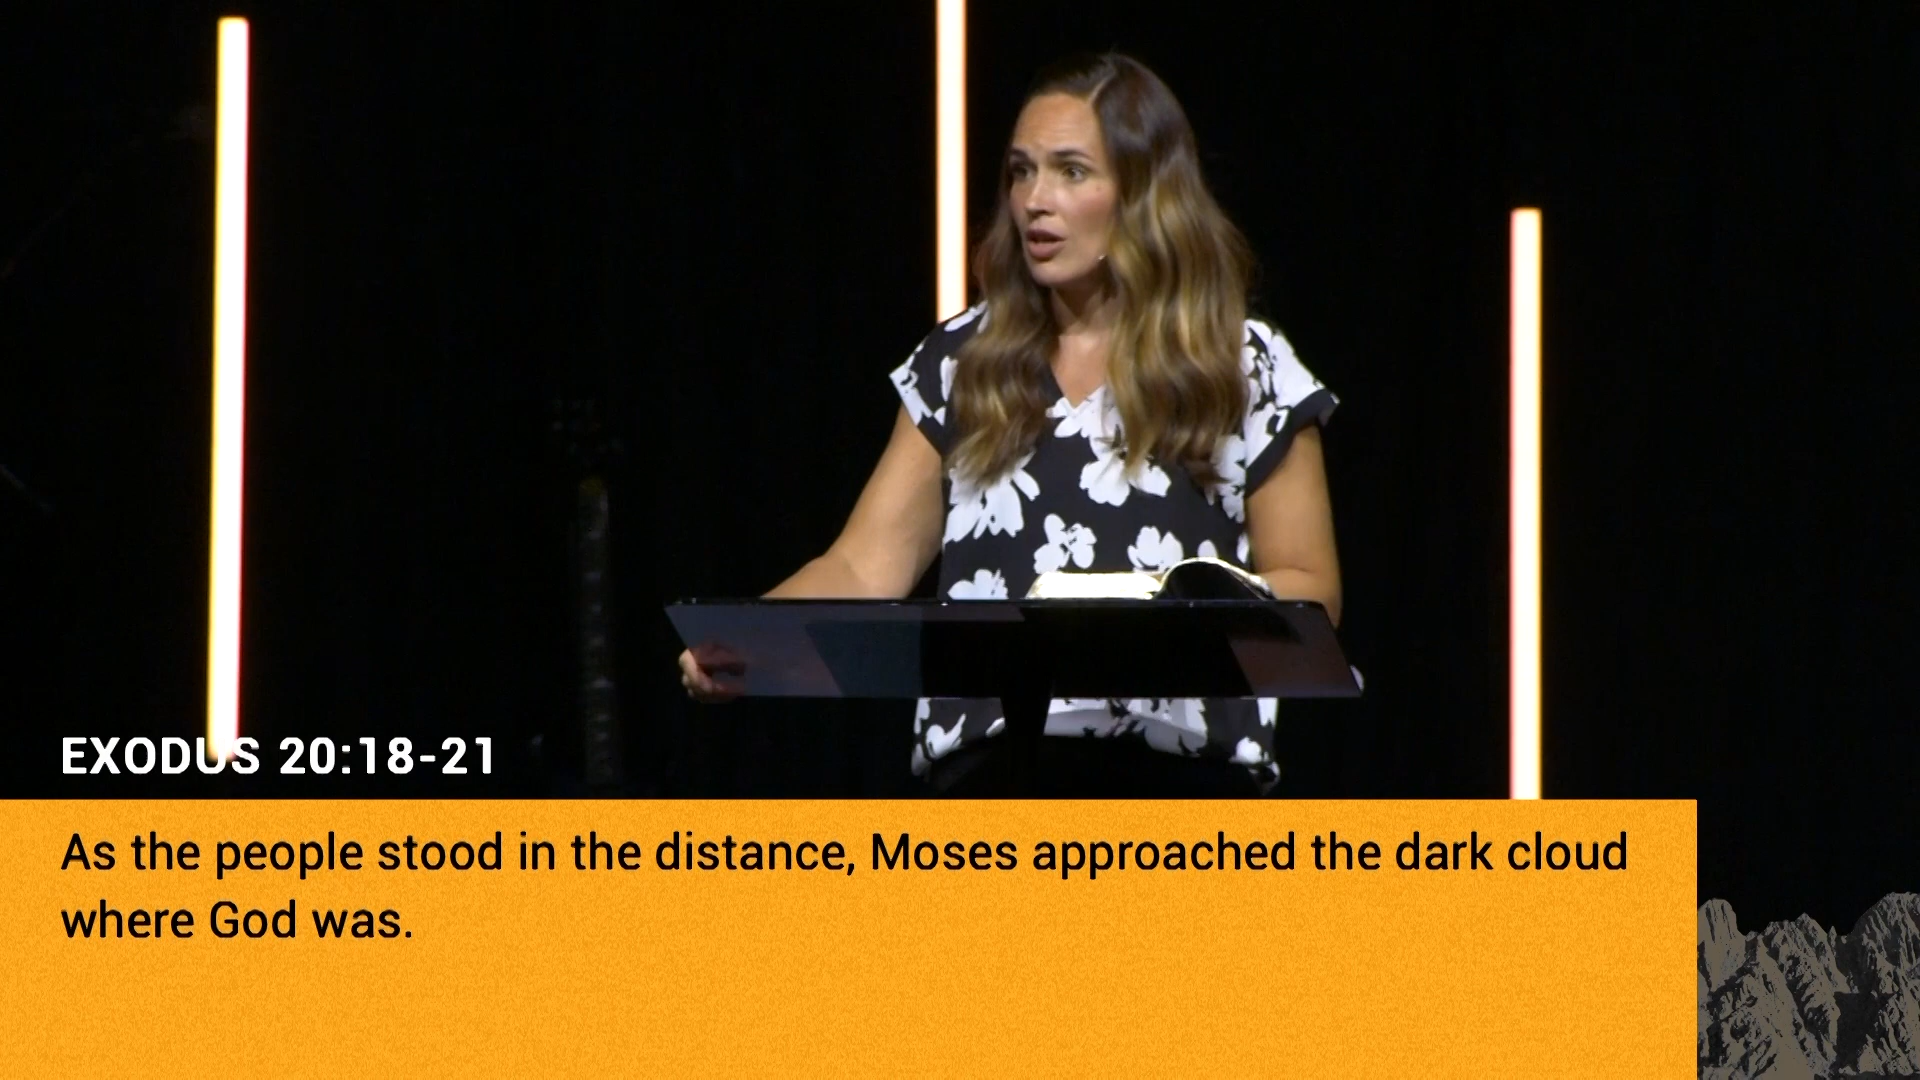 EXODUS 20:18-21
As the people stood in the distance, Moses approached the dark cloud
where God was.